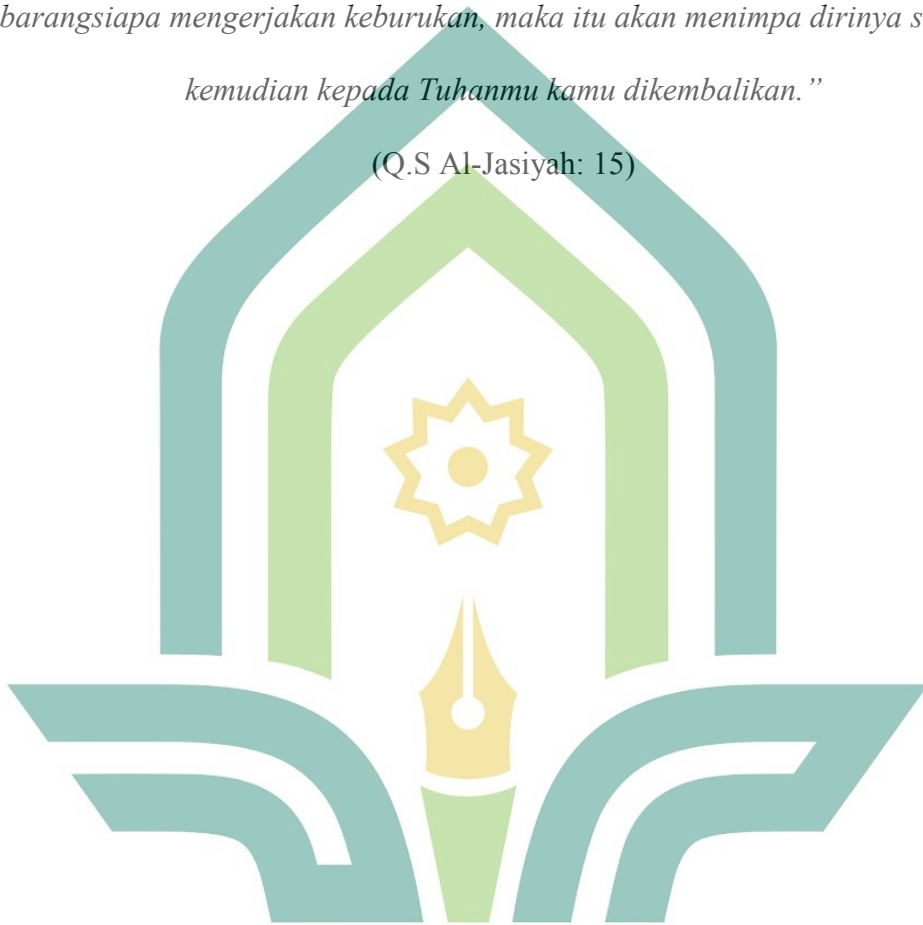 barangsiapa mengerjakan keburukan, maka itu akan menimpa dirinya s
kemudian kepada Tuhanmu kamu dikembalikan.”
(Q.S Al-Jasiyah: 15)